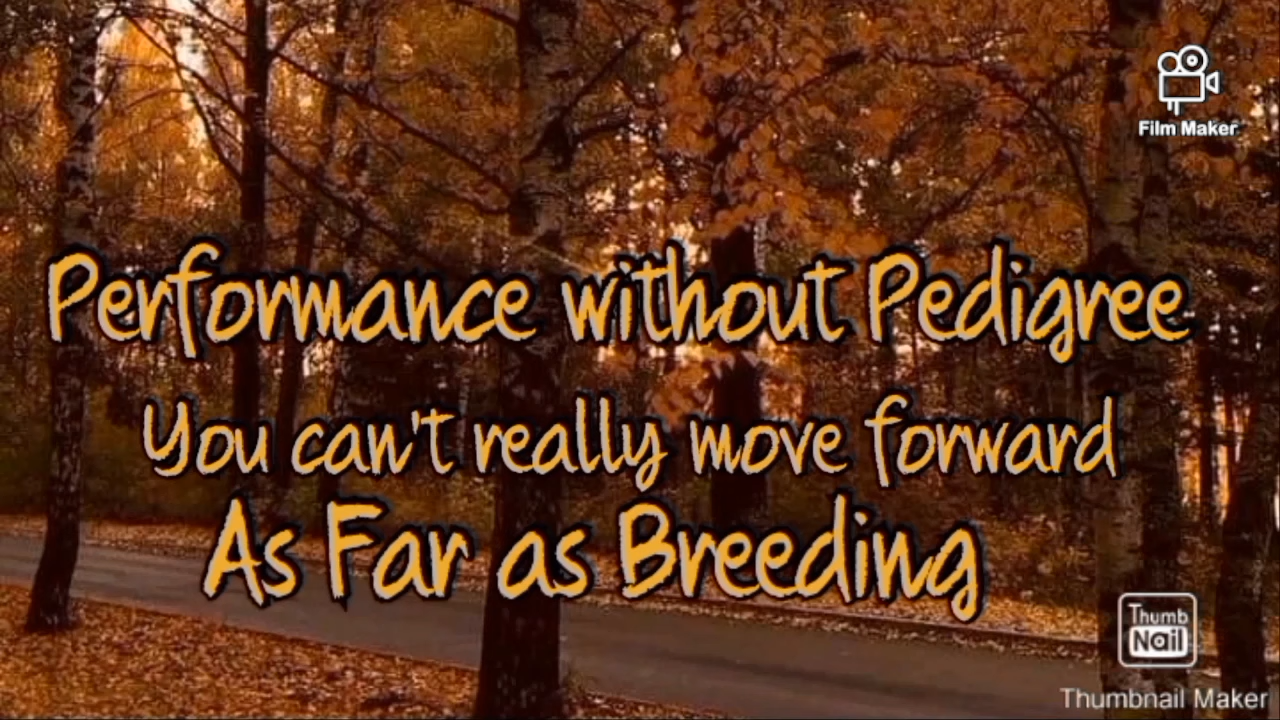 Film Maker
Performance without Pedigree
You can't really move forward
As Far as Breeding
Thumb
Nail
Thumbnail Maker